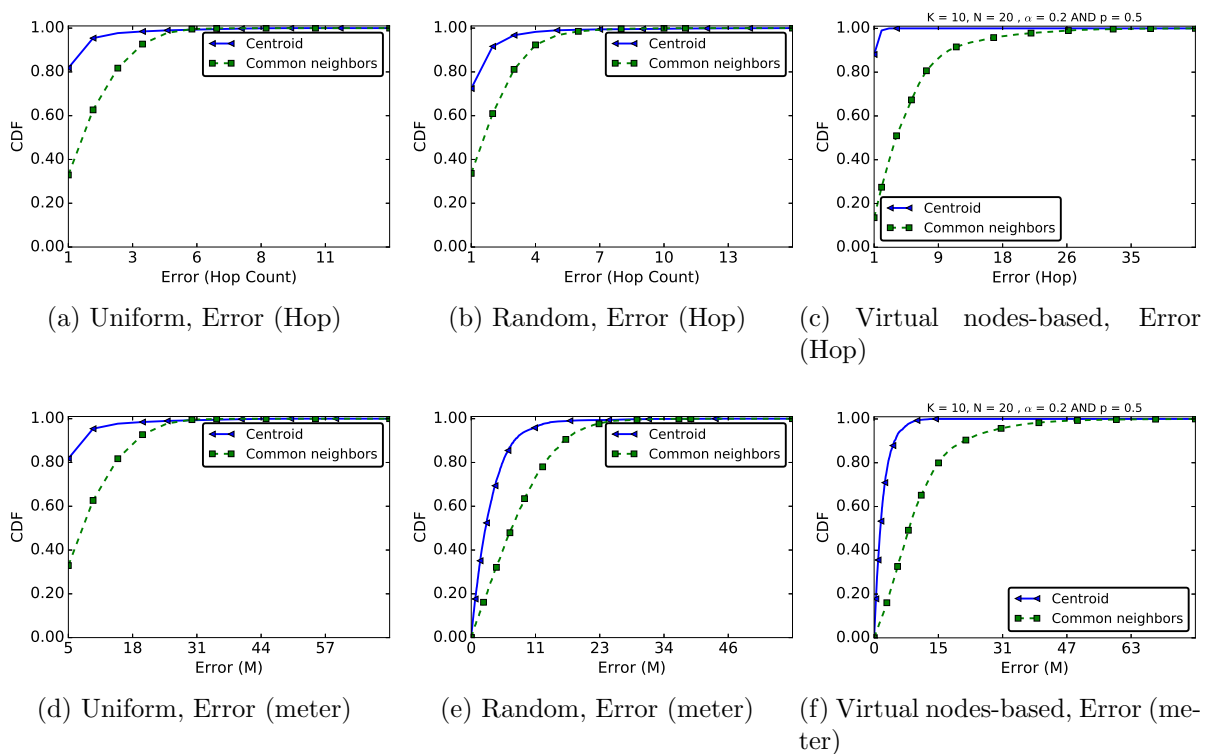 1.00
0.80
0.60
0.40
0.20
0.00
CDF
Centroid
Common neighbors
1 3 6 8 11
Error (Hop Count)
(a) Uniform, Error (Hop)
1.00
0.80
0.60
0.40
0.20
0.00
CDF
Centroid
Common neighbors
1 4 7 10 13
Error (Hop Count)
(b) Random, Error (Hop)
K = 10, N = 20 , α = 0.2 AND p = 0.5
1.00
0.80
0.60
0.40
0.20
0.00
CDF
Centroid
Common neighbors
1 9 18 26 35
Error (Hop)
(c) Virtual nodes-based, Error
(Hop)
1.00
0.80
0.60
0.40
0.20
0.00
CDF
Centroid
Common neighbors
5 18 31 44 57
Error (M)
(d) Uniform, Error (meter)
1.00
0.80
0.60
0.40
0.20
0.00
CDF
Centroid
Common neighbors
0 11 23 34 46
Error (M)
(e) Random, Error (meter)
K = 10, N = 20 , α = 0.2 AND p = 0.5
1.00
0.80
0.60
0.40
0.20
0.00
CDF
Centroid
Common neighbors
0 15 31 47 63
Error (M)
(f) Virtual nodes-based, Error (me-
ter)